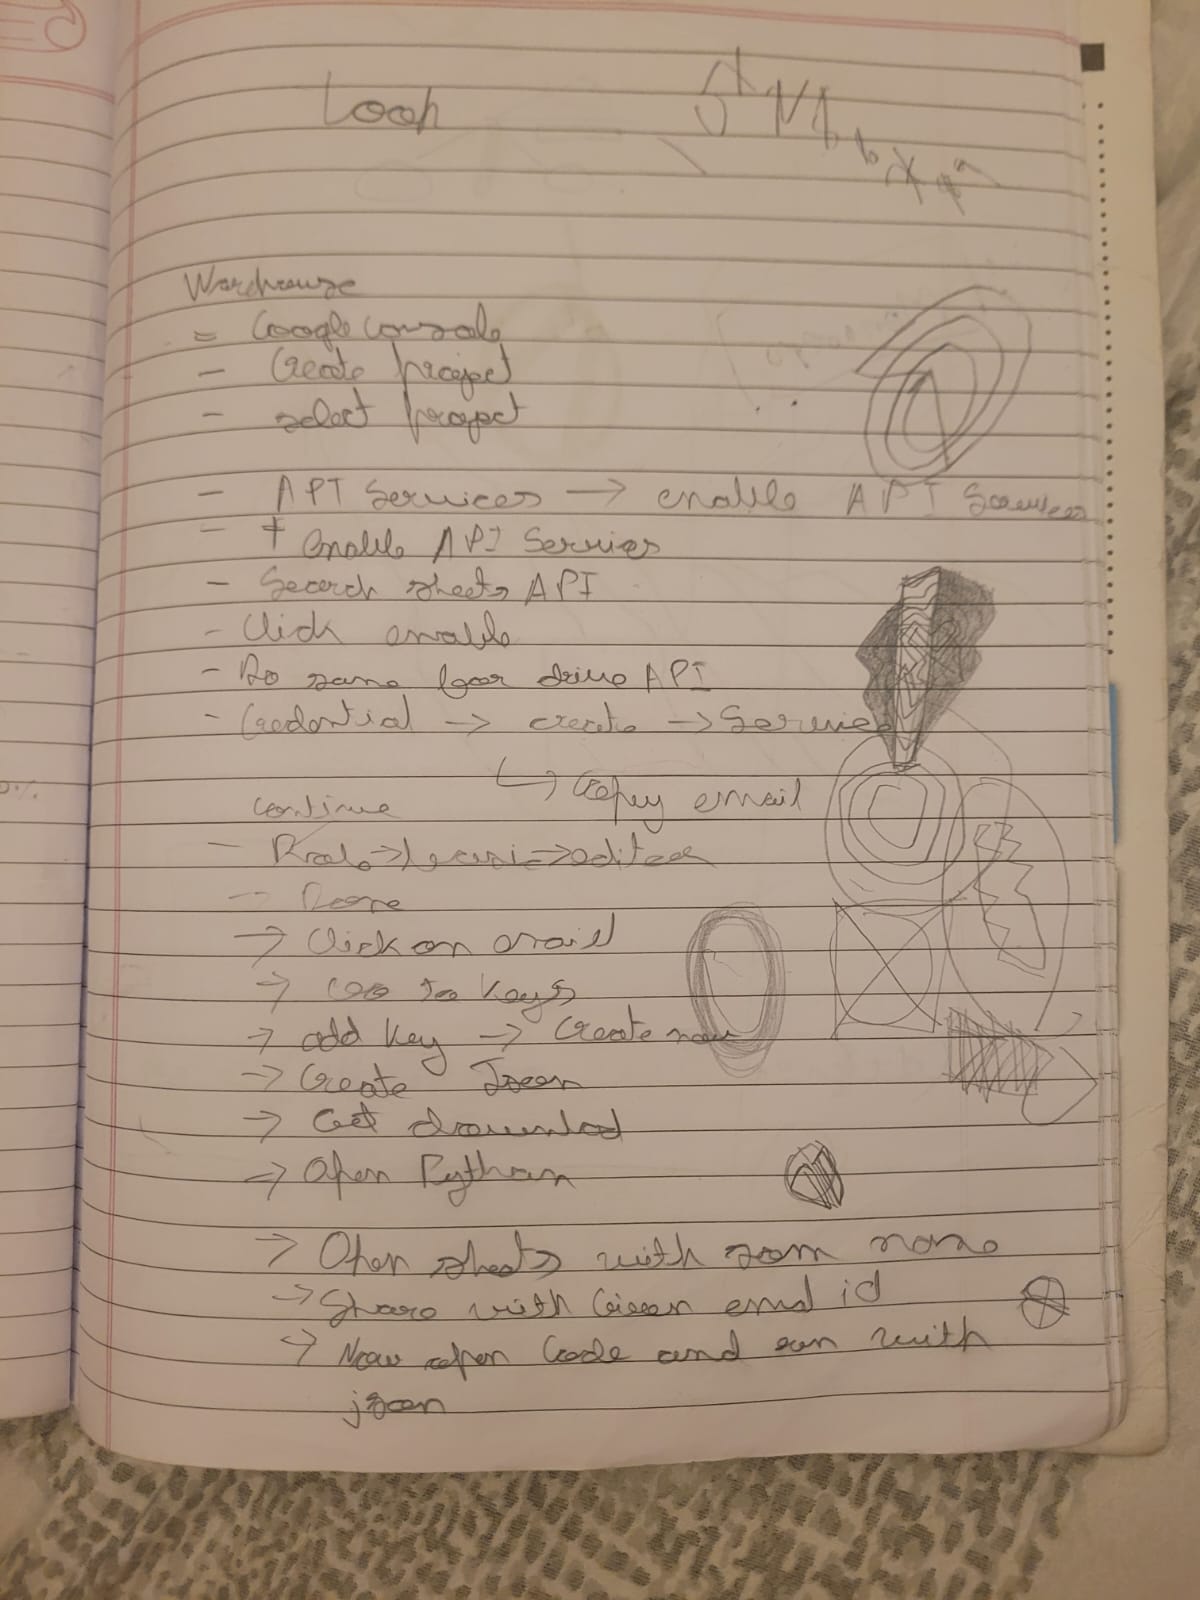 Looh
Warehouse
= Google console
- Create project
- select project
- API Services → enable API Services
- + Enable API Services
- Search sheets API
- Click enable
- Do same for drive API
- Credential → create → Service
↳ Copy email
continue
- → → editor
- Done
→ Click on email
→ Go to keys
→ add key → Create new
→ Create Json
→ Get download
→ Open Python
→ Open sheets with som name
→ Share with Given email id
→ Now open Code and run with
json